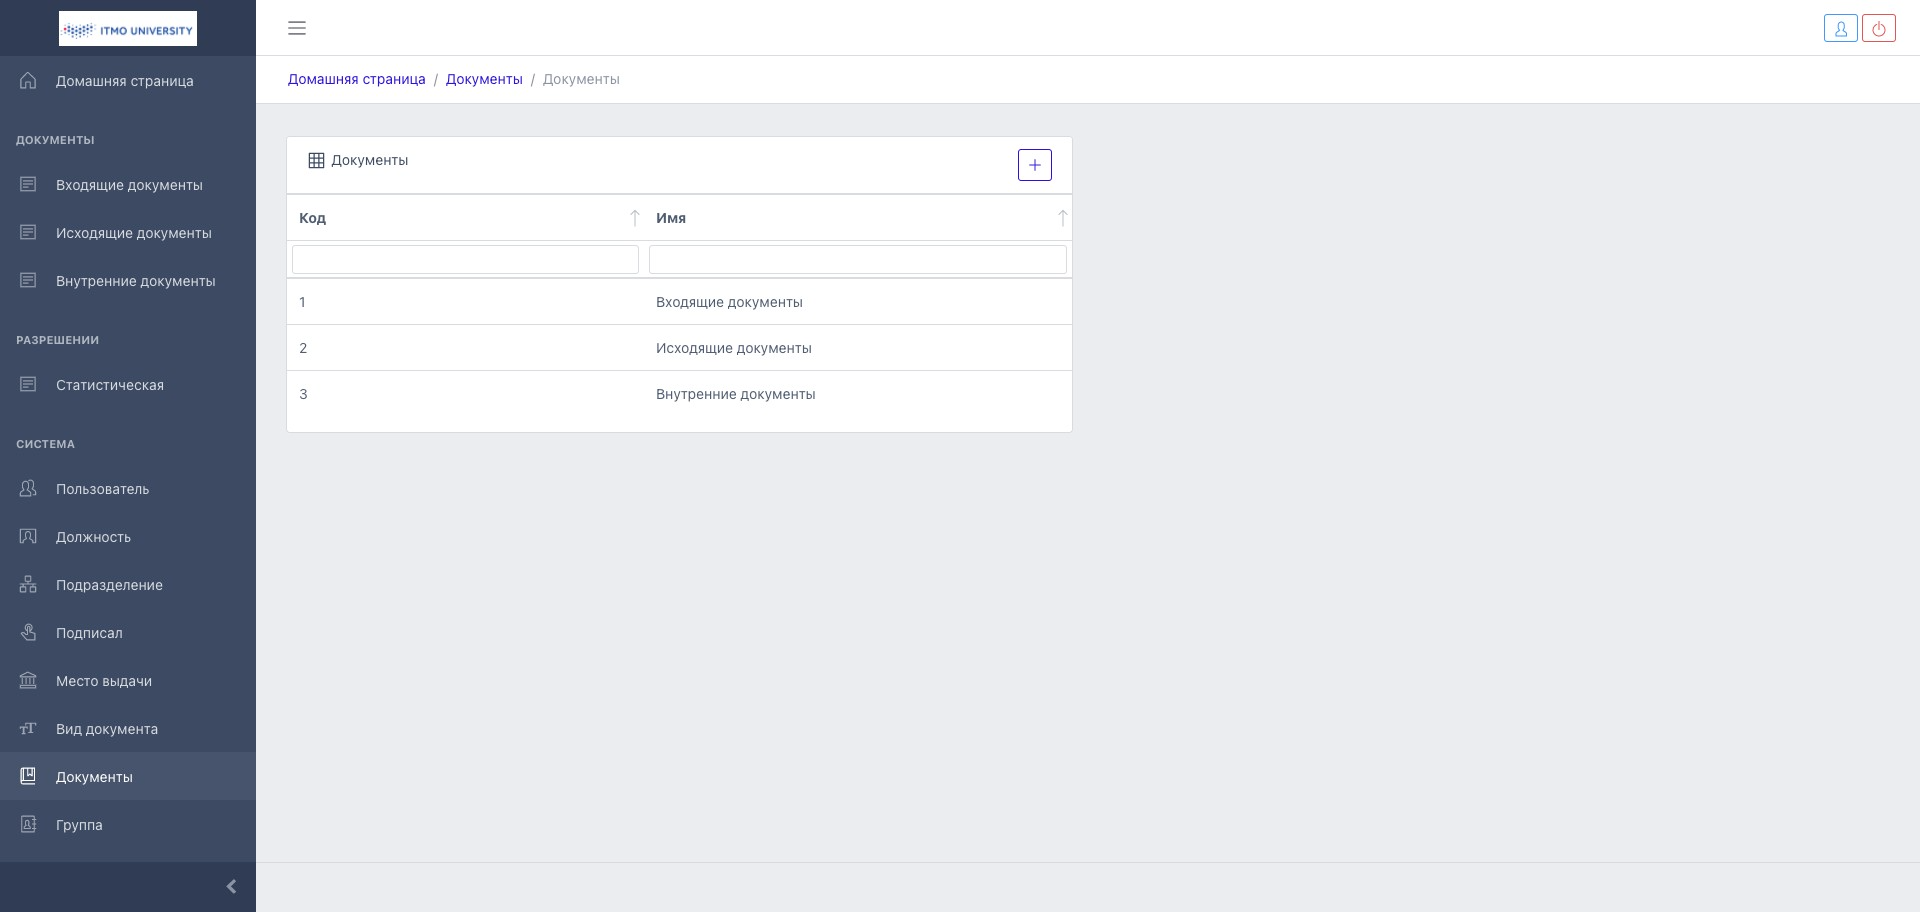 ITMO UNIVERSITY
Домашняя страница
ДОКУМЕНТЫ
Входящие документы
Исходящие документы
Внутренние документы
РАЗРЕШЕНИИ
Статистическая
СИСТЕМА
Пользователь
Должность
Подразделение
Подписал
Место выдачи
Вид документа
Документы
Группа
Домашняя страница / Документы / Документы
Документы
Код Имя
1 Входящие документы
2 Исходящие документы
3 Внутренние документы